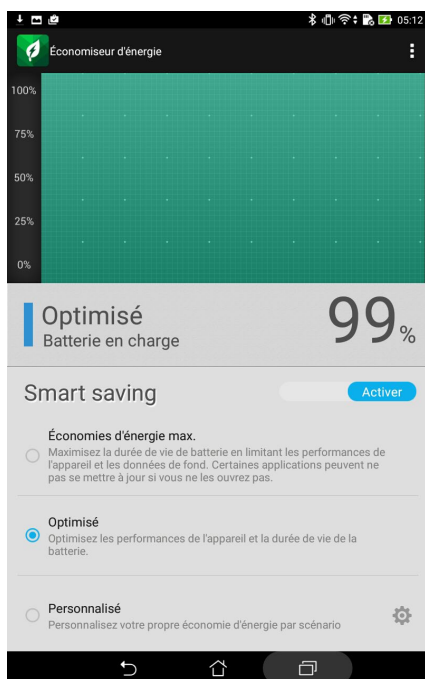 05:12
Économiseur d'énergie
100%
75%
50%
25%
0%
Optimisé
Batterie en charge
99%
Smart saving
Activer
Économies d'énergie max.
Maximisez la durée de vie de batterie en limitant les performances de
l'appareil et les données de fond. Certaines applications peuvent ne
pas se mettre à jour si vous ne les ouvrez pas.
Optimisé
Optimisez les performances de l'appareil et la durée de vie de la
batterie.
Personnalisé
Personnalisez votre propre économie d'énergie par scénario